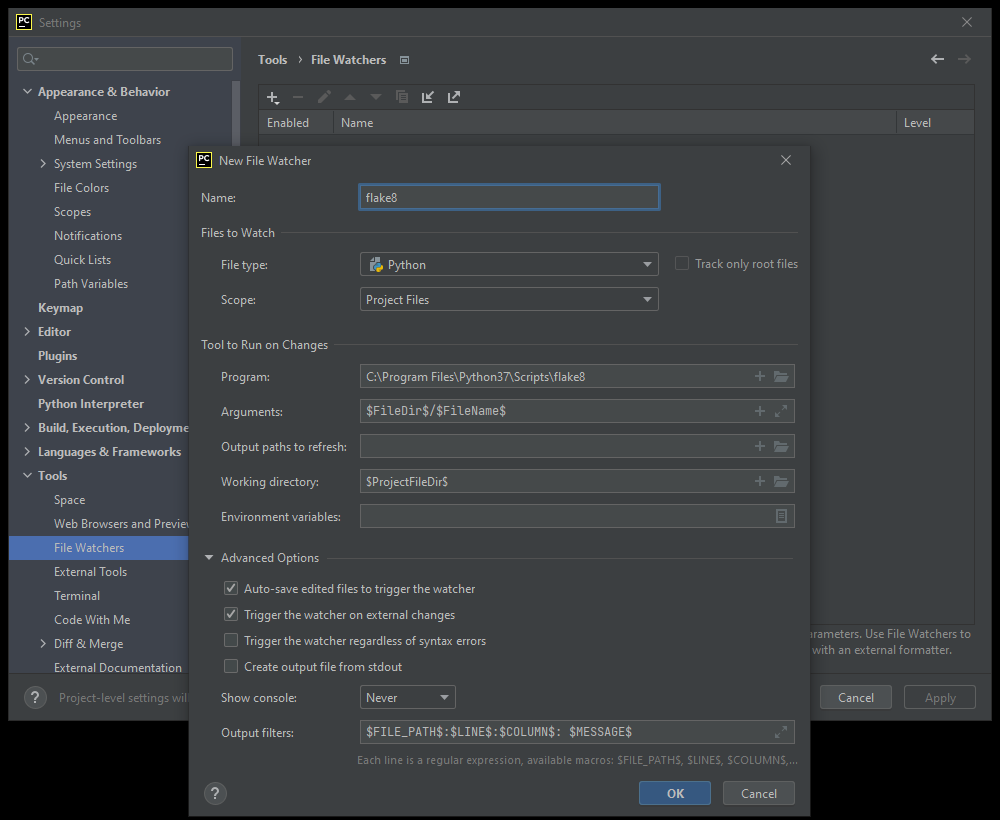 PC Settings
Tools › File Watchers
Enabled Name Level
Appearance & Behavior
Appearance
Menus and Toolbars
System Settings
File Colors
Scopes
Notifications
Quick Lists
Path Variables
Keymap
Editor
Plugins
Version Control
Python Interpreter
Build, Execution, Deployme
Languages & Frameworks
Tools
Space
Web Browsers and Preview
File Watchers
External Tools
Terminal
Code With Me
Diff & Merge
External Documentation
? Project-level settings wil
PC New File Watcher
Name: flake8
Files to Watch
File type: Python Track only root files
Scope: Project Files
Tool to Run on Changes
Program: C:\Program Files\Python37\Scripts\flake8
Arguments: $FileDir$/$FileName$
Output paths to refresh:
Working directory: $ProjectFileDir$
Environment variables:
Advanced Options
Auto-save edited files to trigger the watcher
Trigger the watcher on external changes
Trigger the watcher regardless of syntax errors
Create output file from stdout
Show console: Never
Output filters: $FILE_PATH$:$LINE$:$COLUMN$: $MESSAGE$
Each line is a regular expression, available macros: $FILE_PATH$, $LINE$, $COLUMN$,...
? OK Cancel
rameters. Use File Watchers to
with an external formatter.
Cancel Apply